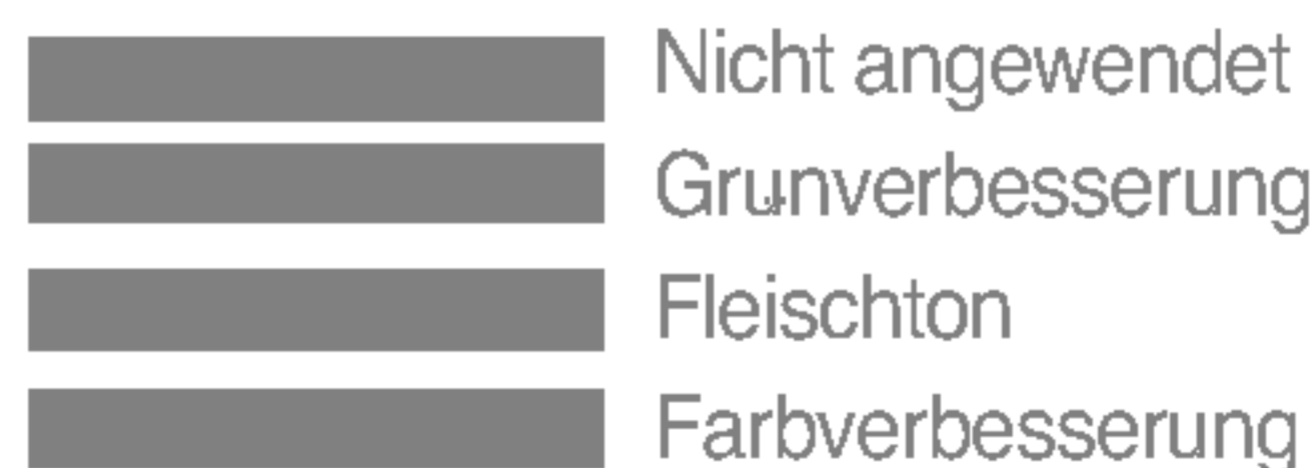 Nicht angewendet
Grunverbesserung
Fleischton
Farbverbesserung